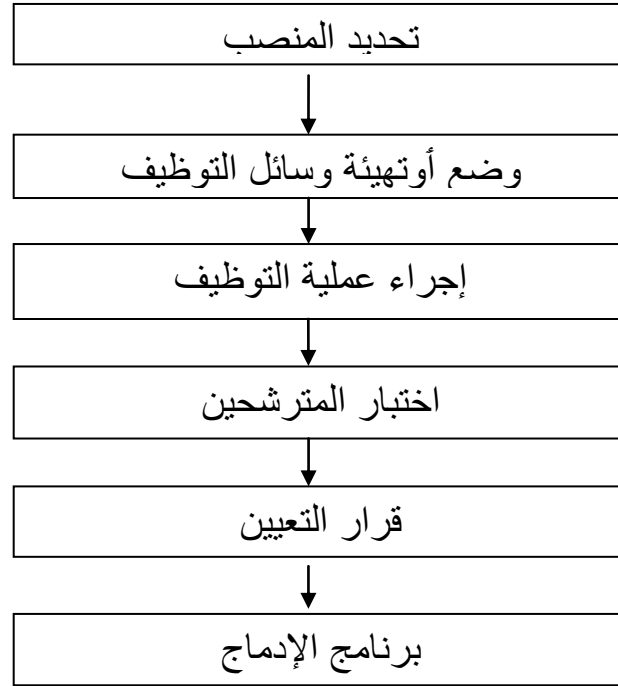 تحديد المنصب
وضع أوتهيئة وسائل التوظيف
إجراء عملية التوظيف
اختبار المترشحين
قرار التعيين
برنامج الإدماج